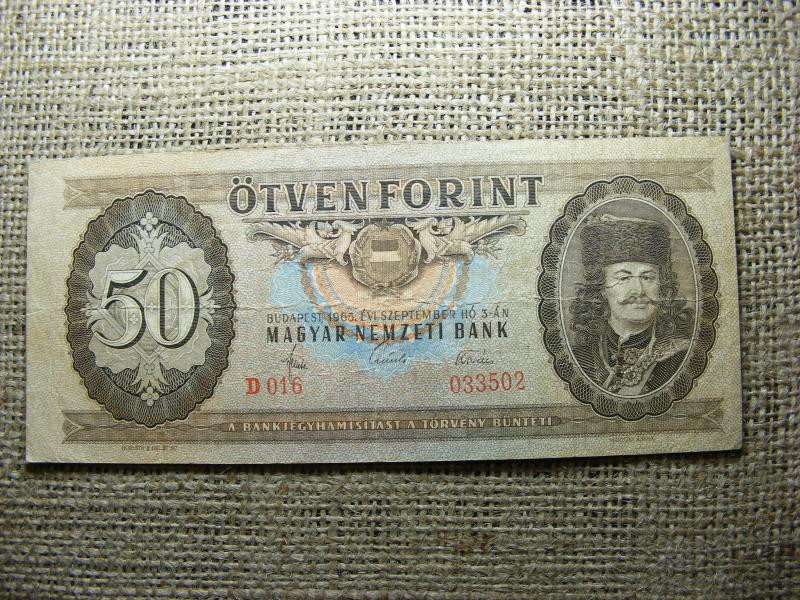 ÖTVEN FORINT
50
BUDAPEST 1965. ÉVI SZEPTEMBER HÓ 3-ÁN
MAGYAR NEMZETI BANK
D 016 033502
A BANKJEGYHAMISÍTÁST A TÖRVÉNY BÜNTETI